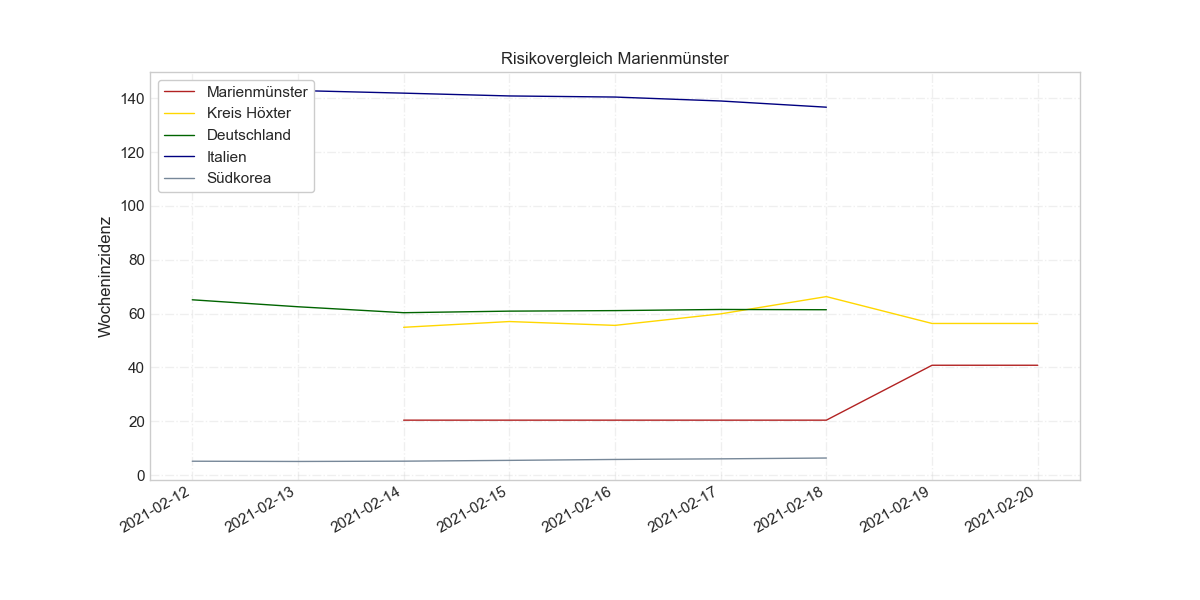 Risikovergleich Marienmünster
Marienmünster
Kreis Höxter
Deutschland
Italien
Südkorea
Wocheninzidenz
140
120
100
80
60
40
20
0
2021-02-12
2021-02-13
2021-02-14
2021-02-15
2021-02-16
2021-02-17
2021-02-18
2021-02-19
2021-02-20